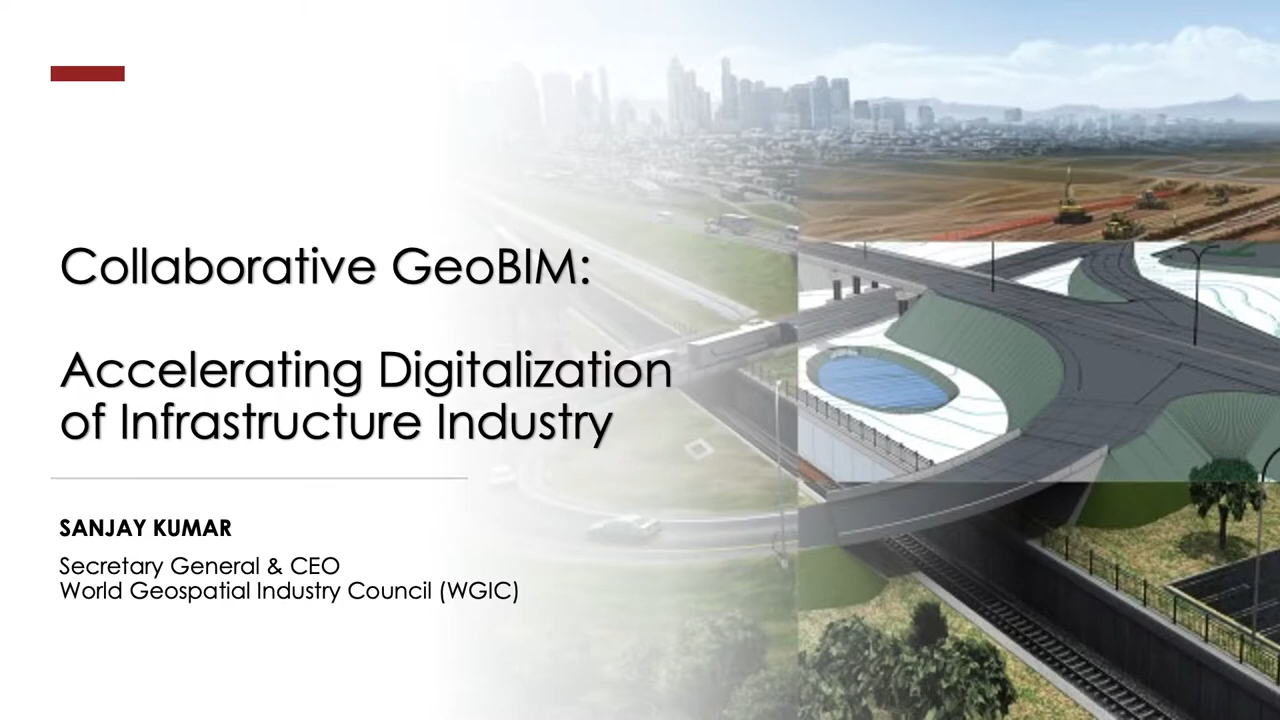 Collaborative GeoBIM:
Accelerating Digitalization
of Infrastructure Industry
SANJAY KUMAR
Secretary General & CEO
World Geospatial Industry Council (WGIC)